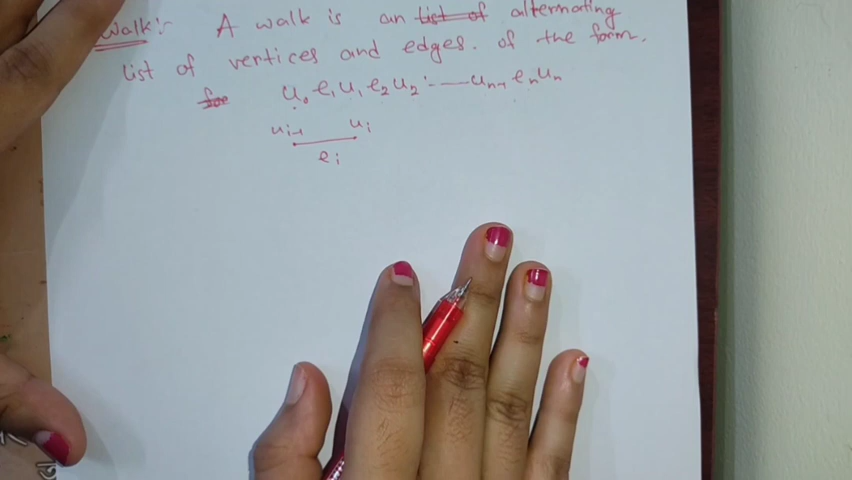 Walk :- A walk is an list of alternating
list of vertices and edges. of the form.
for u₀ e₁ u₁ e₂ u₂ . —— uₙ₋₁ eₙ uₙ
uᵢ₋₁ uᵢ
eᵢ